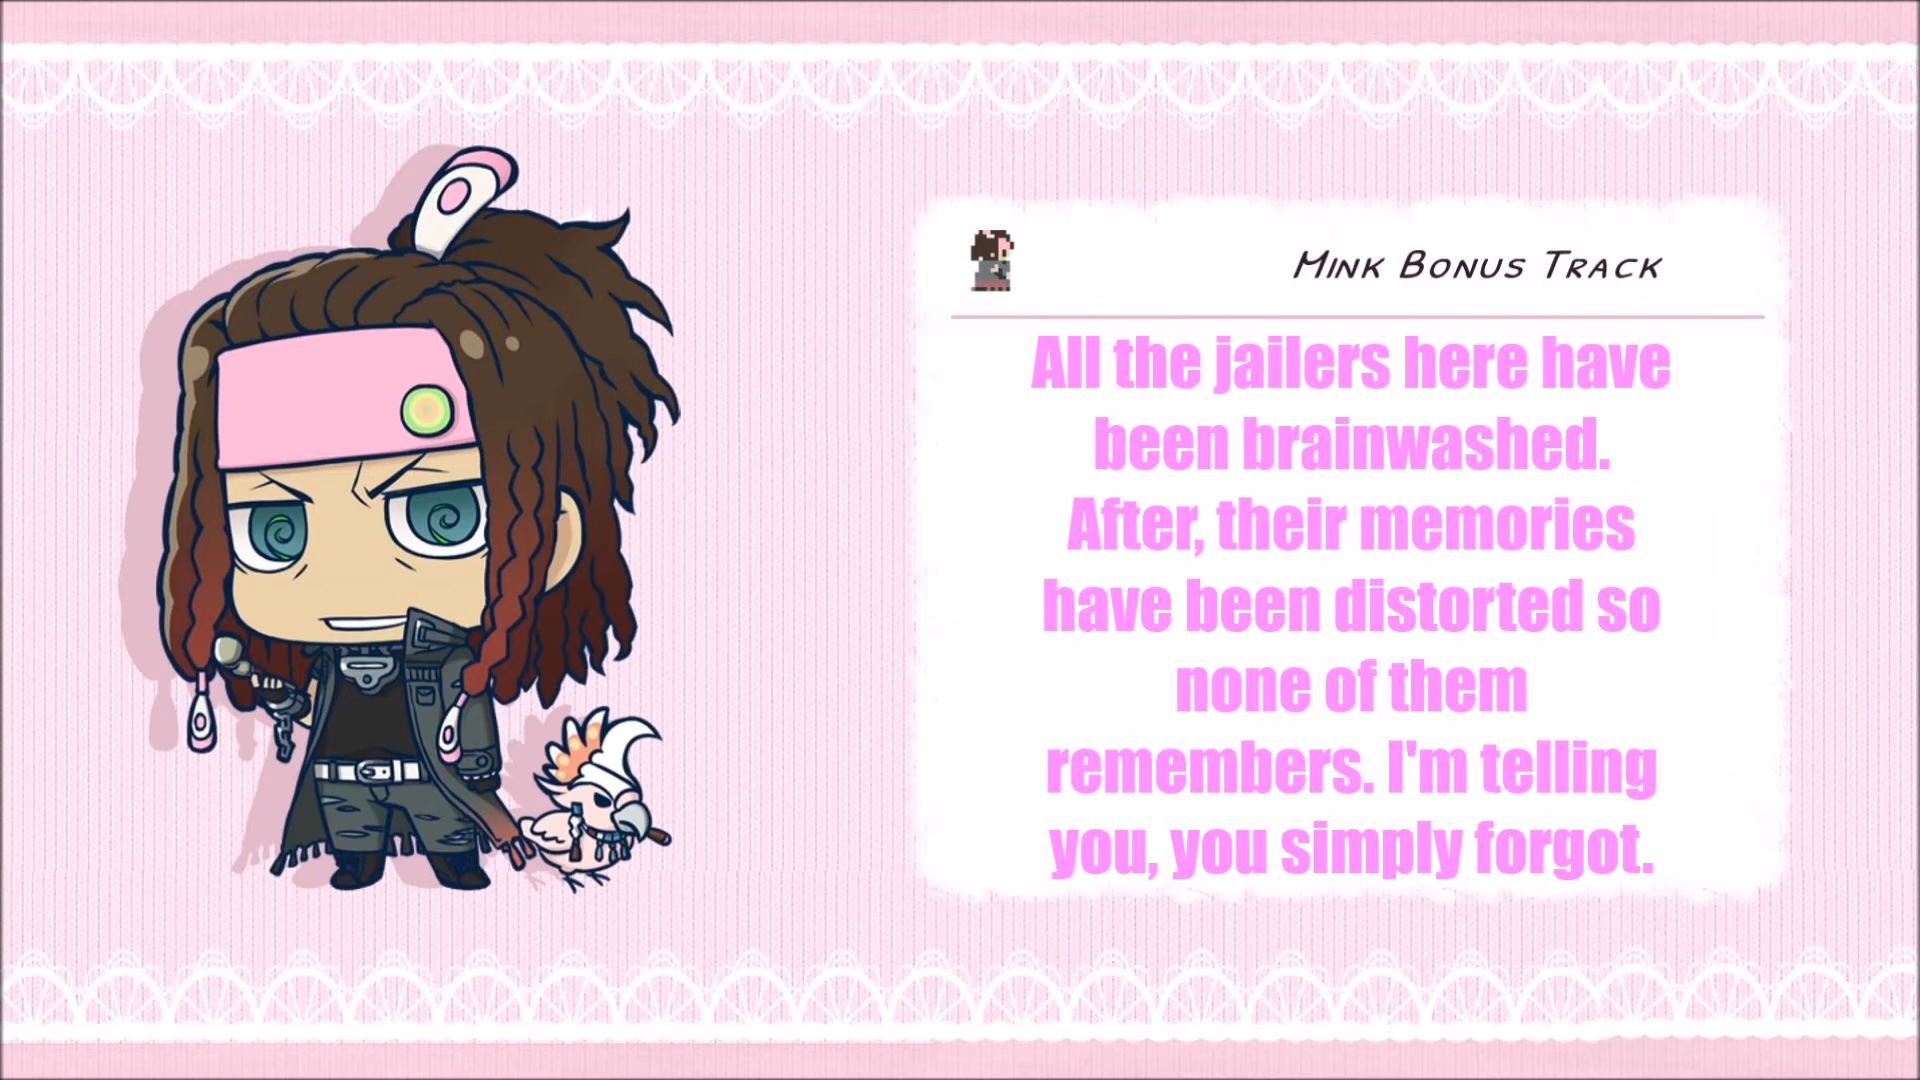 Mink Bonus Track
All the jailers here have
been brainwashed.
After, their memories
have been distorted so
none of them
remembers. I'm telling
you, you simply forgot.